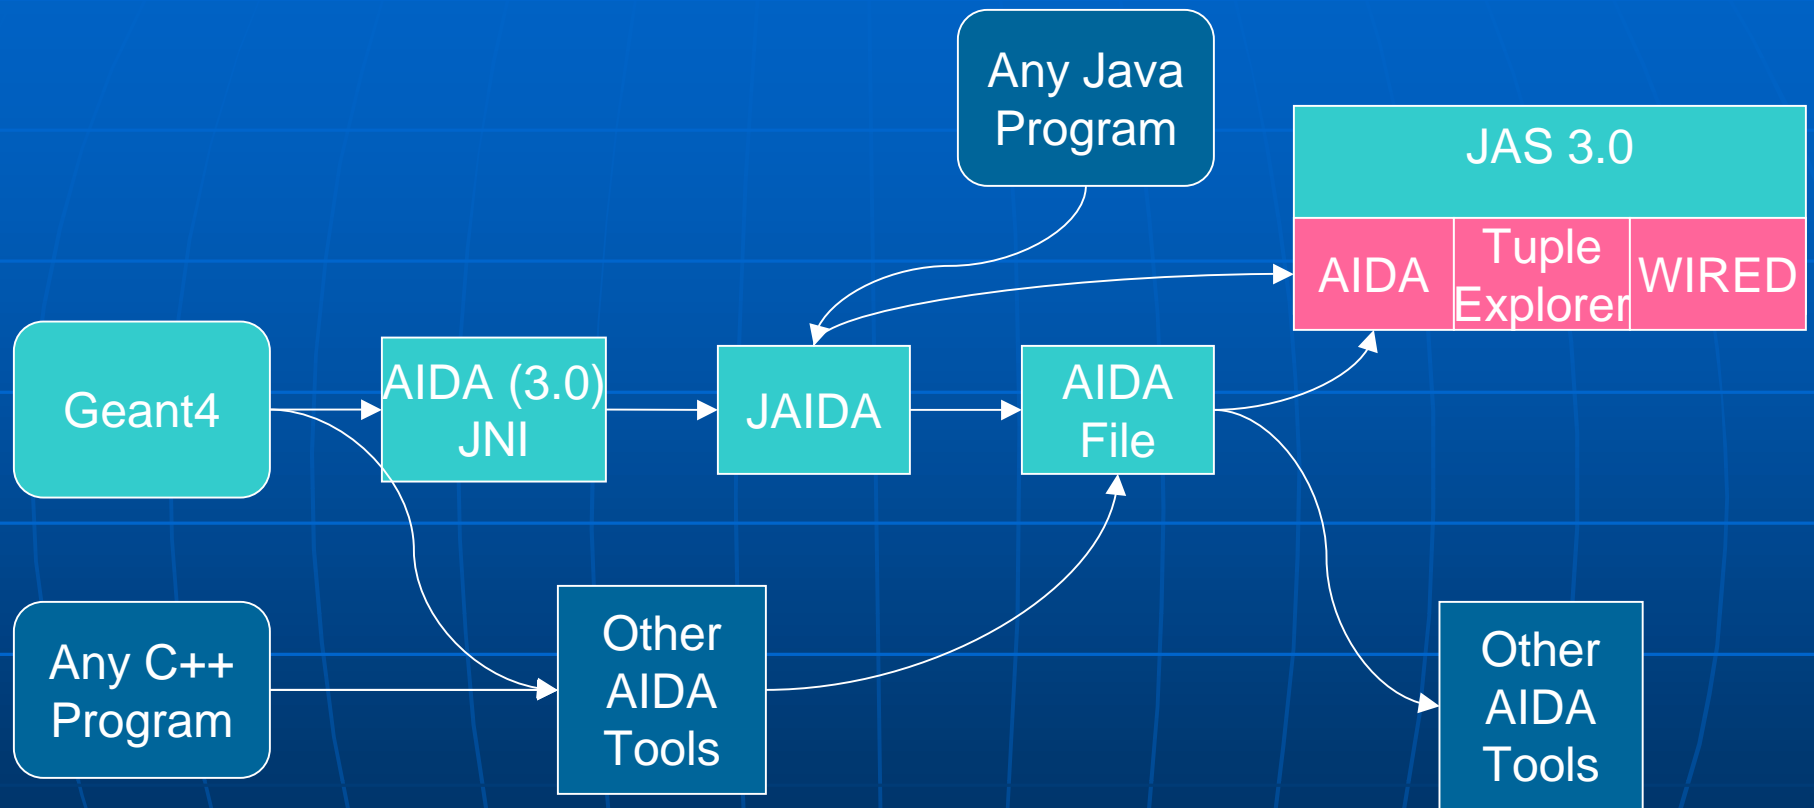 Any Java
Program
JAS 3.0
AIDA
Tuple
Explorer
WIRED
Geant4
AIDA (3.0)
JNI
JAIDA
AIDA
File
Any C++
Program
Other
AIDA
Tools
Other
AIDA
Tools